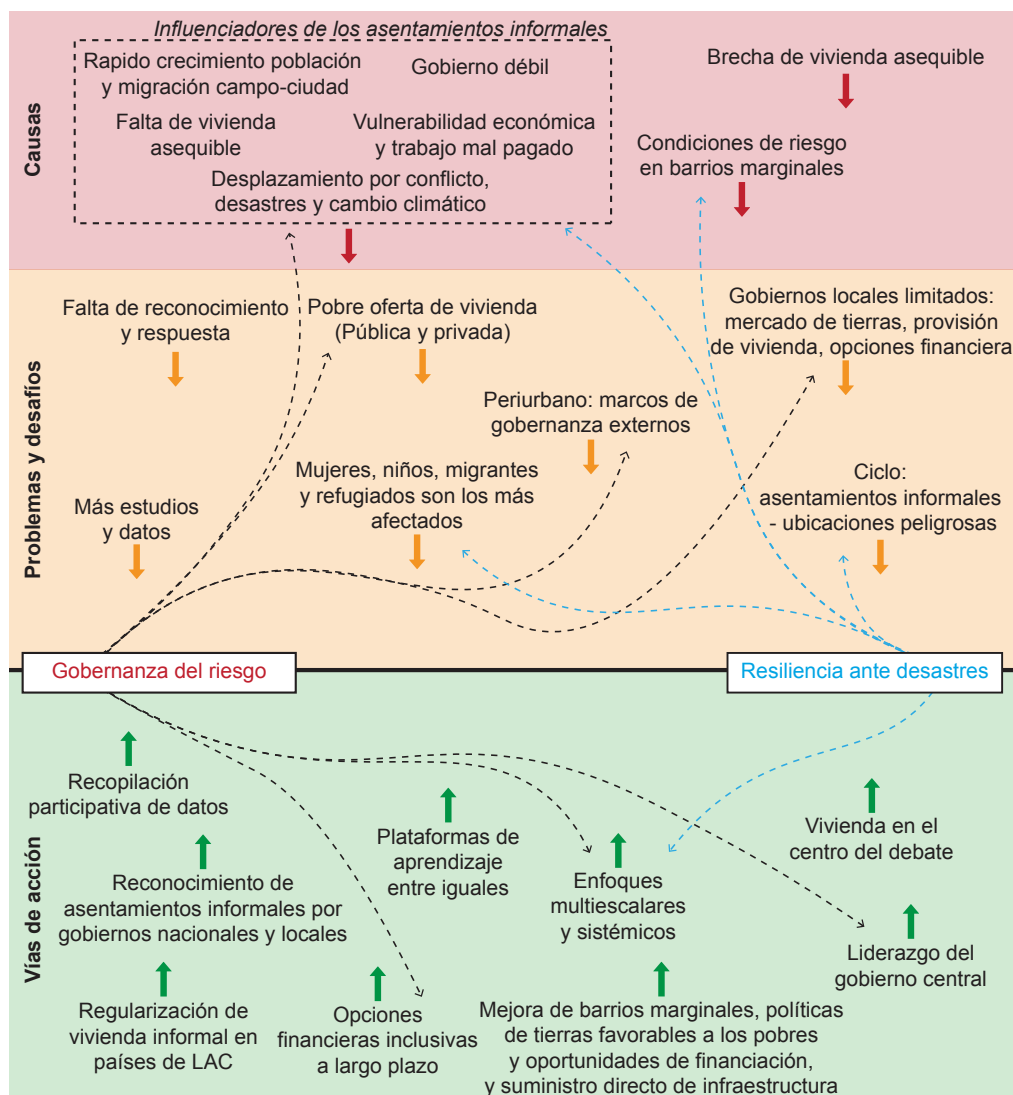 Influenciadores de los asentamientos informales
Rapido crecimiento población
y migración campo-ciudad
Gobierno débil
Falta de vivienda
asequible
Vulnerabilidad económica
y trabajo mal pagado
Desplazamiento por conflicto,
desastres y cambio climático
Brecha de vivienda asequible
Condiciones de riesgo
en barrios marginales
Causas
Falta de reconocimiento
y respuesta
Pobre oferta de vivienda
(Pública y privada)
Gobiernos locales limitados:
mercado de tierras, provisión
de vivienda, opciones financiera
Periurbano: marcos de
gobernanza externos
Mujeres, niños, migrantes
y refugiados son los más
afectados
Ciclo:
asentamientos informales
- ubicaciones peligrosas
Más estudios
y datos
Problemas y desafíos
Gobernanza del riesgo
Resiliencia ante desastres
Recopilación
participativa de datos
Plataformas de
aprendizaje
entre iguales
Vivienda en el
centro del debate
Reconocimiento de
asentamientos informales por
gobiernos nacionales y locales
Enfoques
multiescalares
y sistémicos
Liderazgo del
gobierno central
Regularización de
vivienda informal en
países de LAC
Opciones
financieras inclusivas
a largo plazo
Mejora de barrios marginales, políticas
de tierras favorables a los pobres
y oportunidades de financiación,
y suministro directo de infraestructura
Vías de acción